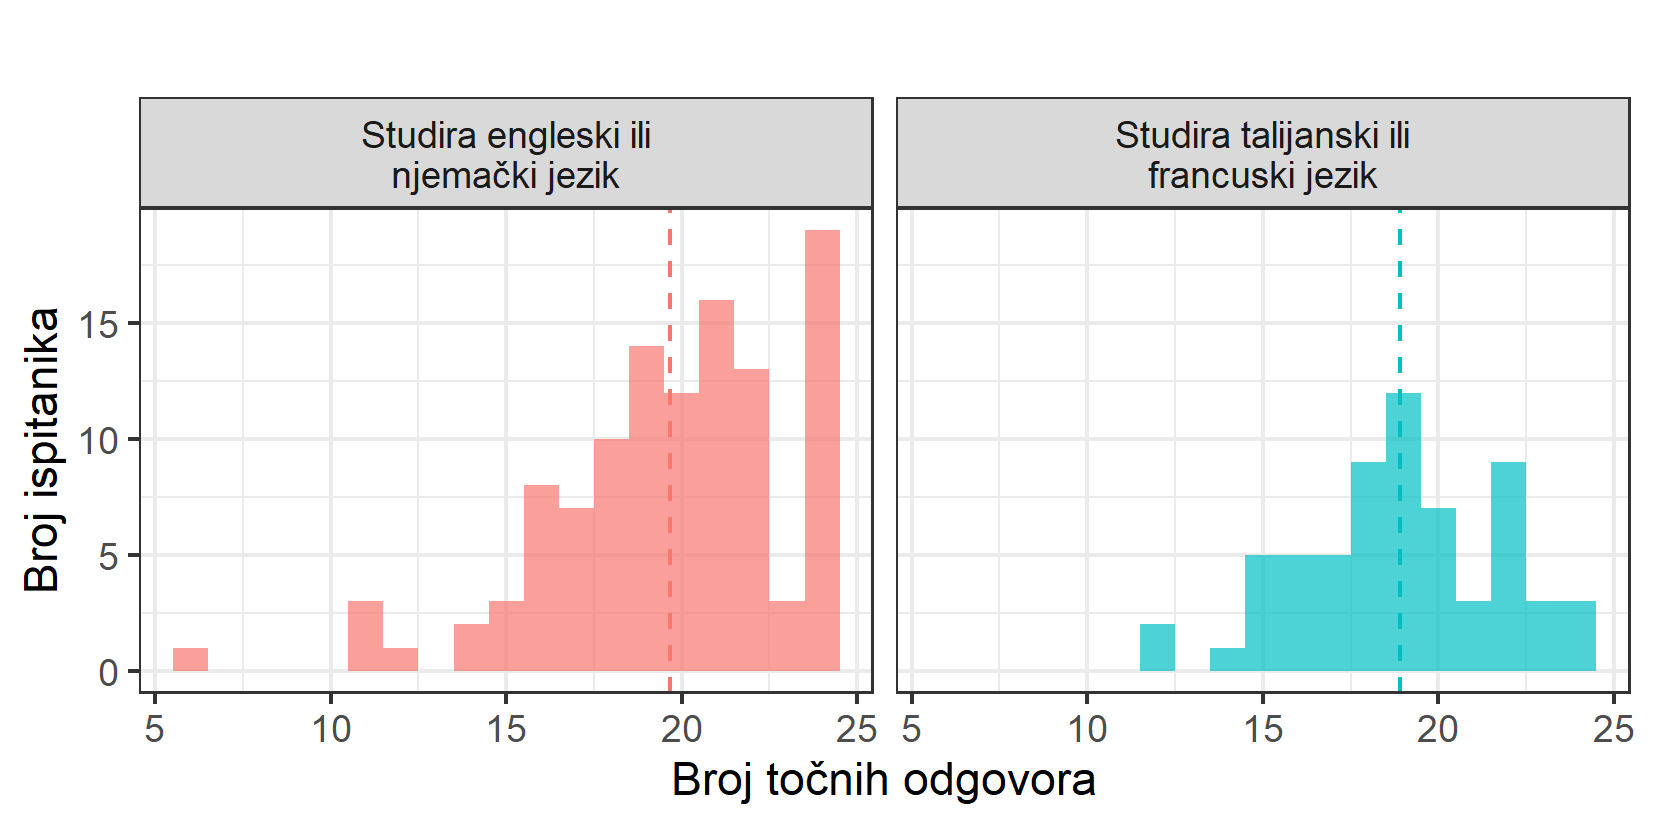 Studira engleski ili
njemački jezik
Studira talijanski ili
francuski jezik
Broj ispitanika
15
10
5
0
5 10 15 20 25
5 10 15 20 25
Broj točnih odgovora